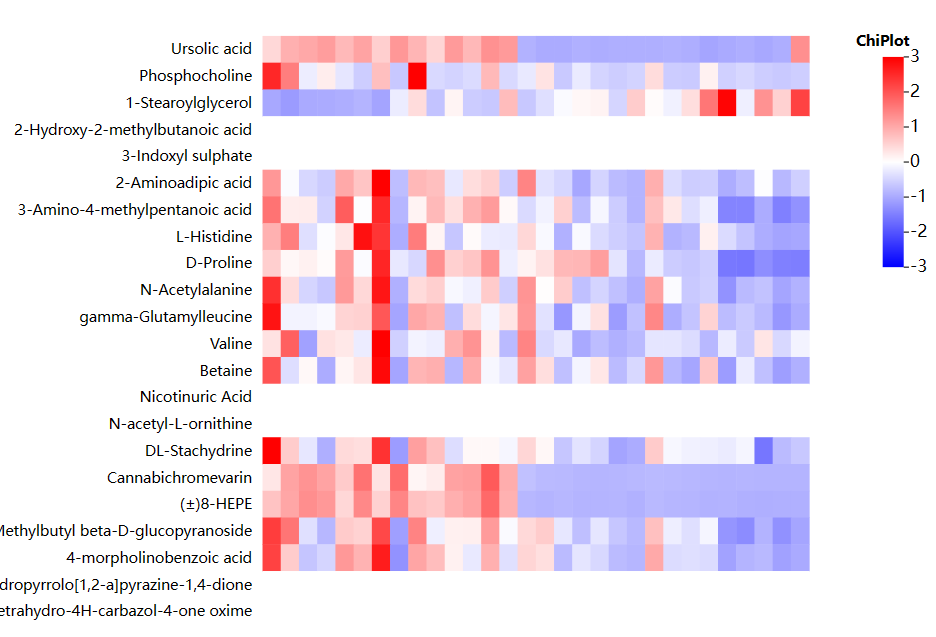 ChiPlot
Ursolic acid
Phosphocholine
1-Stearoylglycerol
2-Hydroxy-2-methylbutanoic acid
3-Indoxyl sulphate
2-Aminoadipic acid
3-Amino-4-methylpentanoic acid
L-Histidine
D-Proline
N-Acetylalanine
gamma-Glutamylleucine
Valine
Betaine
Nicotinuric Acid
N-acetyl-L-ornithine
DL-Stachydrine
Cannabichromevarin
(±)8-HEPE
Methylbutyl beta-D-glucopyranoside
4-morpholinobenzoic acid
dropyrrolo[1,2-a]pyrazine-1,4-dione
etrahydro-4H-carbazol-4-one oxime
3
2
1
0
-1
-2
-3